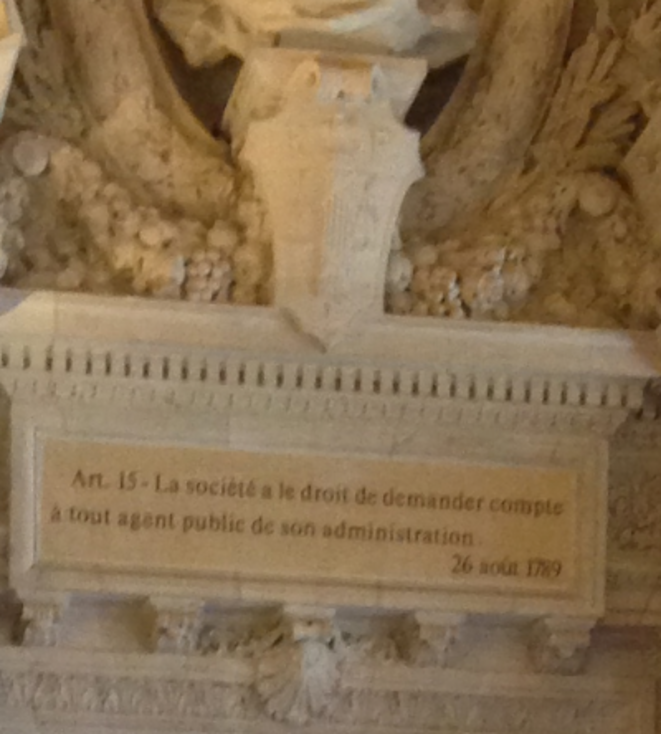 Art. 15 - La société a le droit de demander compte
à tout agent public de son administration
26 août 1789